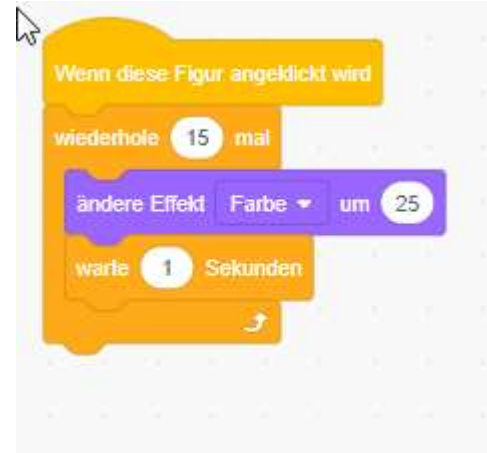 Wenn diese Figur angeklickt wird
wiederhole 15 mal
ändere Effekt Farbe um 25
warte 1 Sekunden